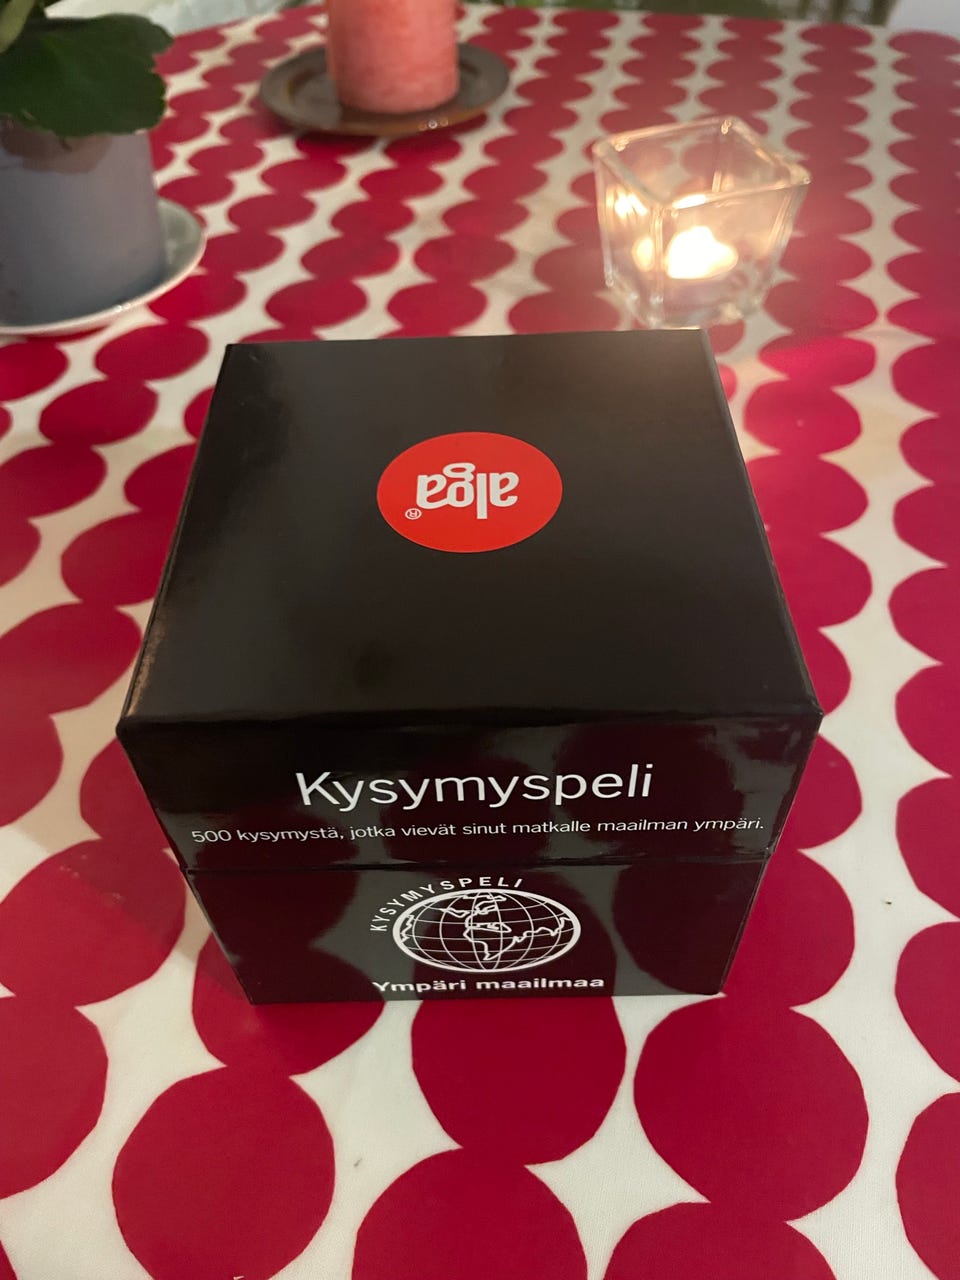 alga®
Kysymyspeli
500 kysymystä, jotka vievät sinut matkalle maailman ympäri.
KYSYMYSPELI
Ympäri maailmaa